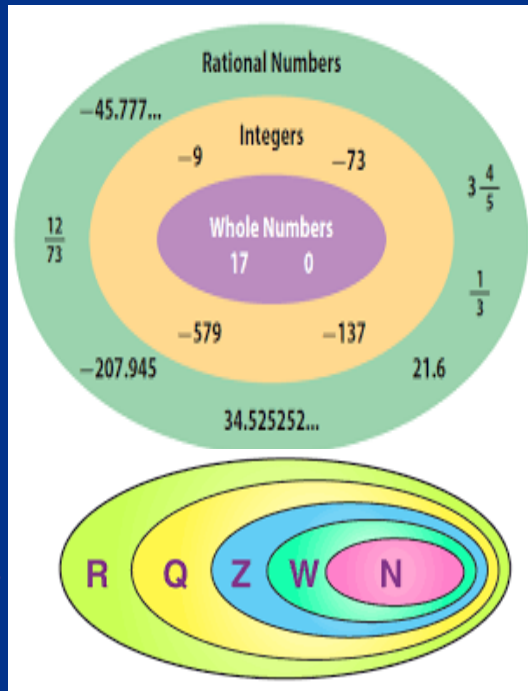 Rational Numbers
−45.777...
Integers
−9 −73
3 4/5
Whole Numbers
12/73
17 0
1/3
−579 −137
−207.945 21.6
34.525252...
R Q Z W N